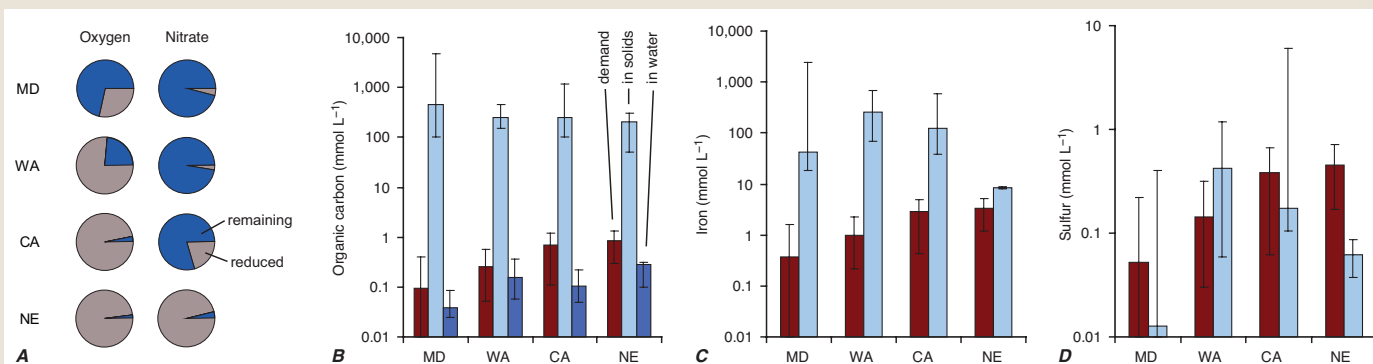 Oxygen Nitrate
MD
WA
CA
NE
remaining
reduced
A
Organic carbon (mmol L⁻¹)
10,000
1,000
100
10
1
0.1
0.01
demand
in solids
in water
MD WA CA NE
B
Iron (mmol L⁻¹)
10,000
1,000
100
10
1
0.1
0.01
MD WA CA NE
C
Sulfur (mmol L⁻¹)
10
1
0.1
0.01
MD WA CA NE
D